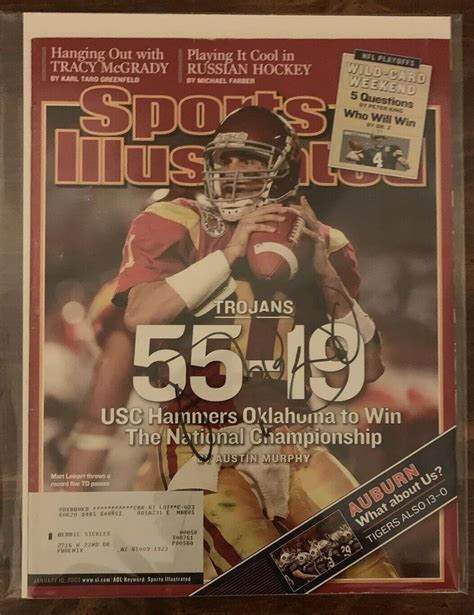 Hanging Out with
TRACY McGRADY
BY KARL TARO GREENFELD
Playing It Cool in
RUSSIAN HOCKEY
BY MICHAEL FARBER
NFL PLAYOFFS
WILD-CARD
WEEKEND
5 Questions
BY PETER KING
Who Will Win
BY DR. Z
Sports
Illustrated
TROJANS
55-19
USC Hammers Oklahoma to Win
The National Championship
BY AUSTIN MURPHY
Matt Leinart throws a
record five TD passes
AUBURN
What about Us?
TIGERS ALSO 13-0
PHOENIX
JANUARY 10, 2005 www.si.com AOL Keyword: Sports Illustrated